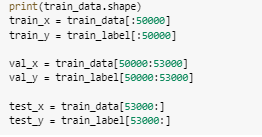 print(train_data.shape)
train_x = train_data[:50000]
train_y = train_label[:50000]
val_x = train_data[50000:53000]
val_y = train_label[50000:53000]
test_x = train_data[53000:]
test_y = train_label[53000:]